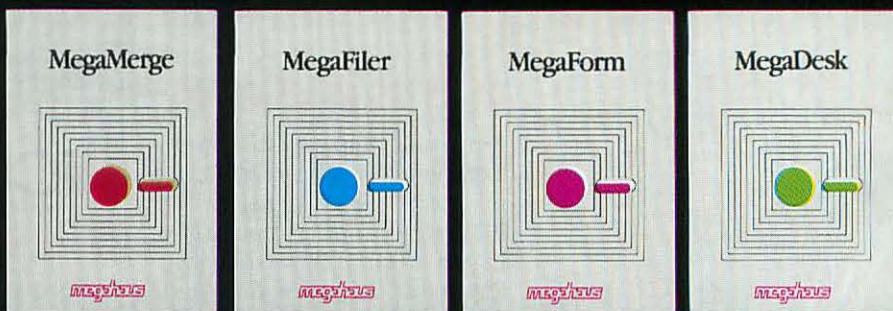 MegaMerge
megahaus
MegaFiler
megahaus
MegaForm
megahaus
MegaDesk
megahaus